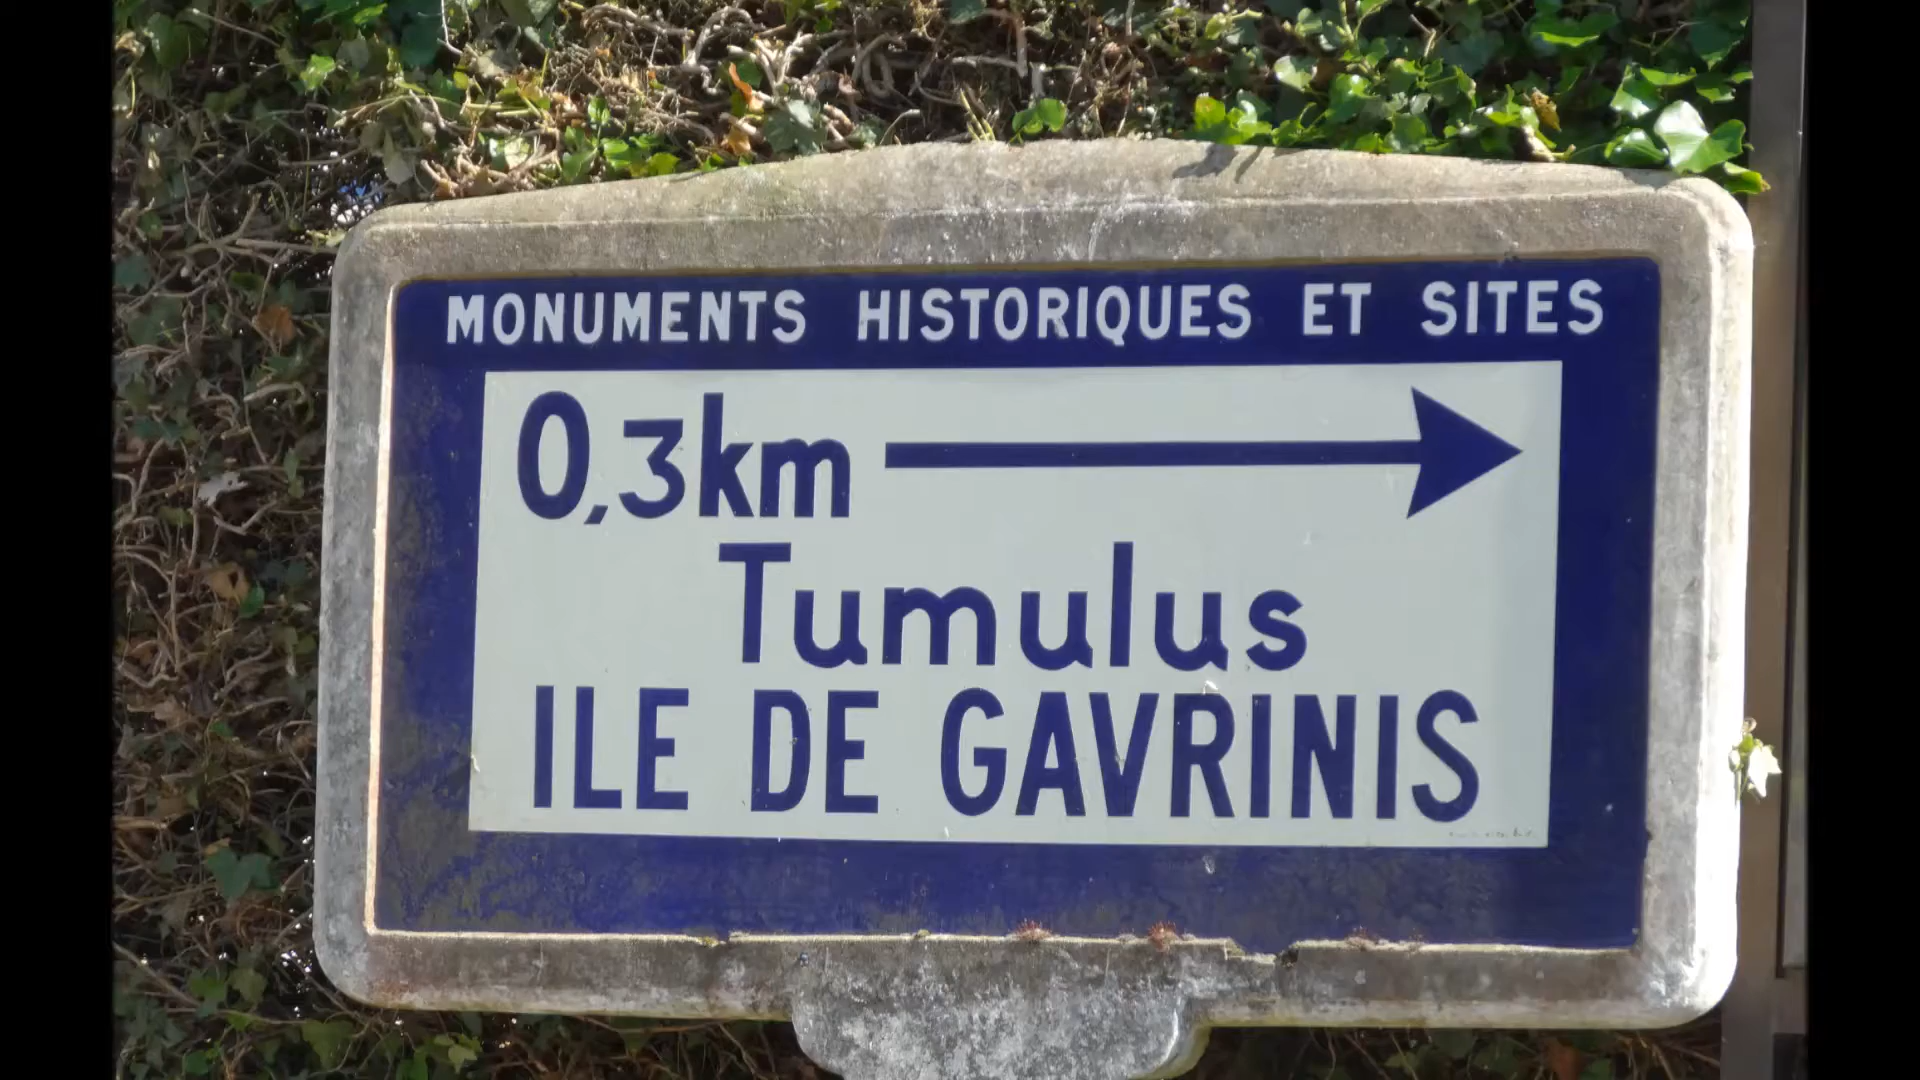 MONUMENTS HISTORIQUES ET SITES
0,3km
Tumulus
ILE DE GAVRINIS